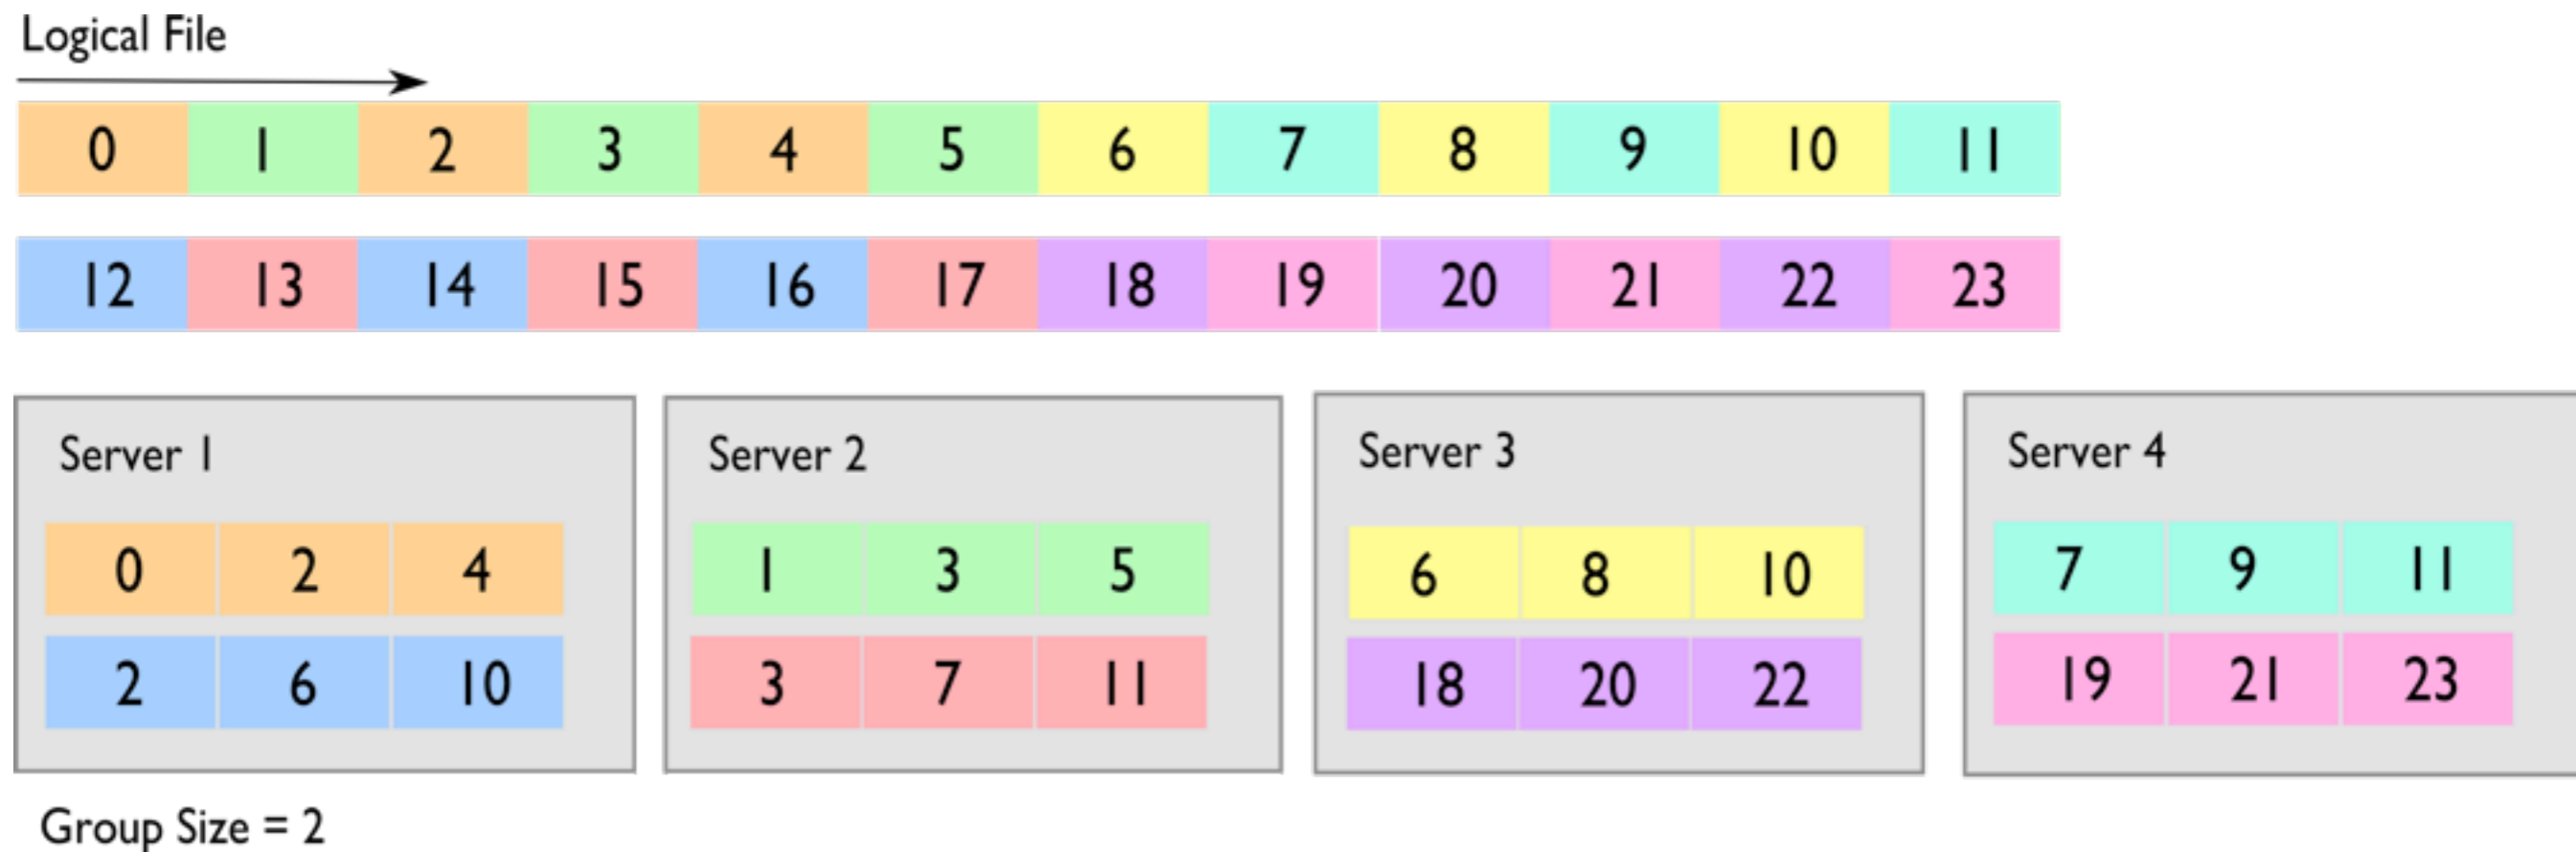 Logical File
0 1 2 3 4 5 6 7 8 9 10 11
12 13 14 15 16 17 18 19 20 21 22 23
Server 1
0 2 4
2 6 10
Server 2
1 3 5
3 7 11
Server 3
6 8 10
18 20 22
Server 4
7 9 11
19 21 23
Group Size = 2